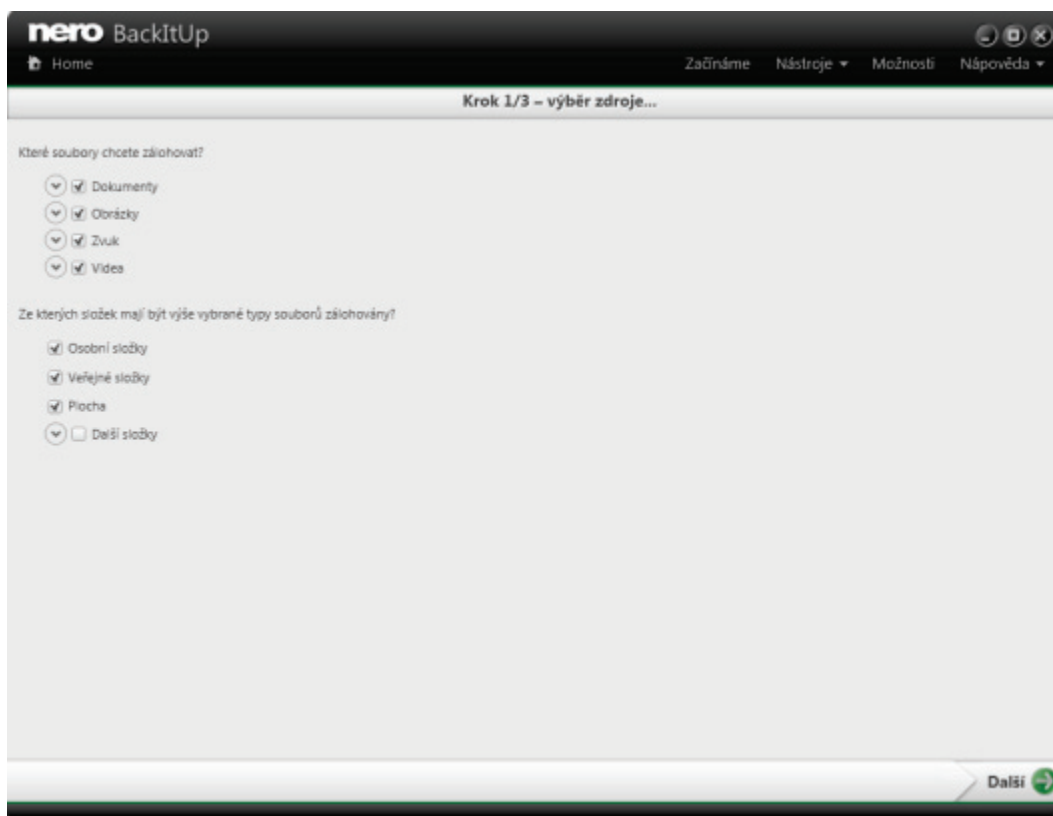 nero BackItUp
Home Začínáme Nástroje Možnosti Nápověda
Krok 1/3 – výběr zdroje...
Které soubory chcete zálohovat?
Dokumenty
Obrázky
Zvuk
Videa
Ze kterých složek mají být výše vybrané typy souborů zálohovány?
Osobní složky
Veřejné složky
Plocha
Další složky
Další